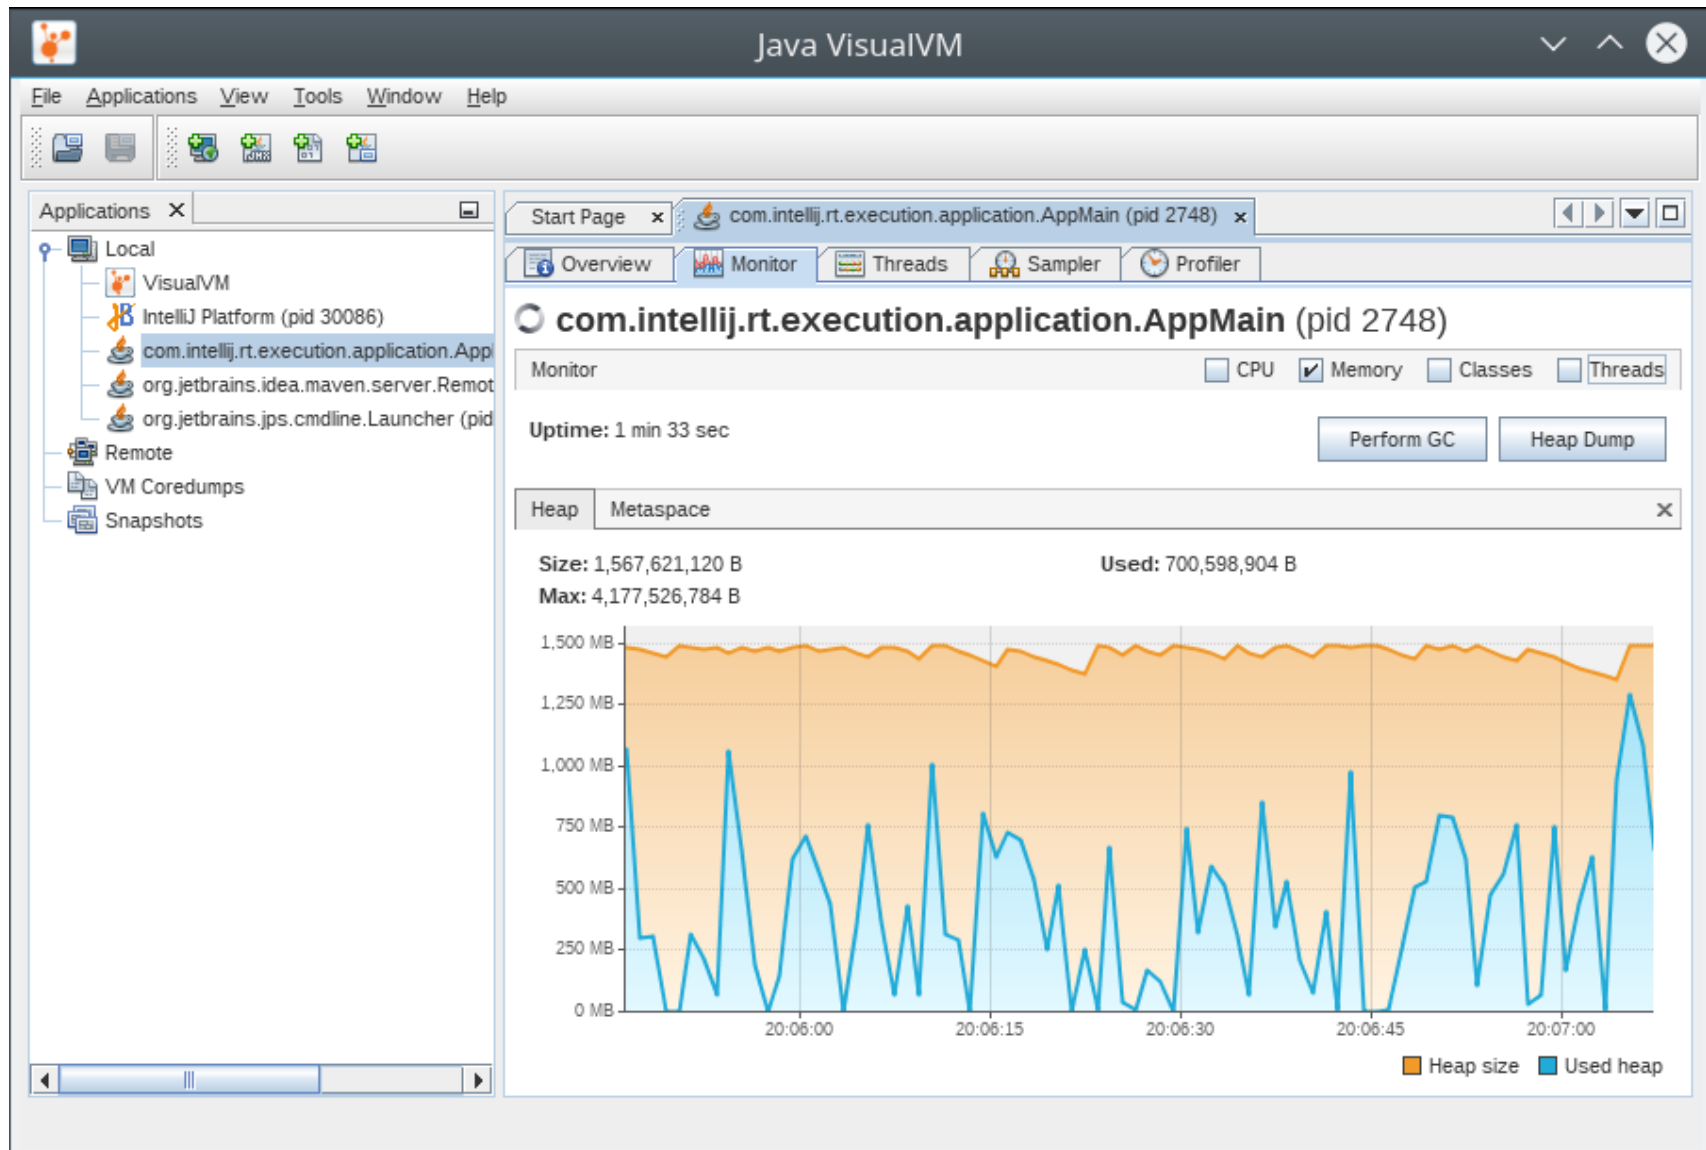 Java VisualVM
File Applications View Tools Window Help
Applications
Start Page
com.intellij.rt.execution.application.AppMain (pid 2748)
Local
VisualVM
IntelliJ Platform (pid 30086)
com.intellij.rt.execution.application.App
org.jetbrains.idea.maven.server.Remot
org.jetbrains.jps.cmdline.Launcher (pid
Remote
VM Coredumps
Snapshots
Overview Monitor Threads Sampler Profiler
com.intellij.rt.execution.application.AppMain (pid 2748)
Monitor CPU Memory Classes Threads
Uptime: 1 min 33 sec
Perform GC Heap Dump
Heap Metaspace
Size: 1,567,621,120 B Used: 700,598,904 B
Max: 4,177,526,784 B
1,500 MB
1,250 MB
1,000 MB
750 MB
500 MB
250 MB
0 MB
20:06:00 20:06:15 20:06:30 20:06:45 20:07:00
Heap size Used heap